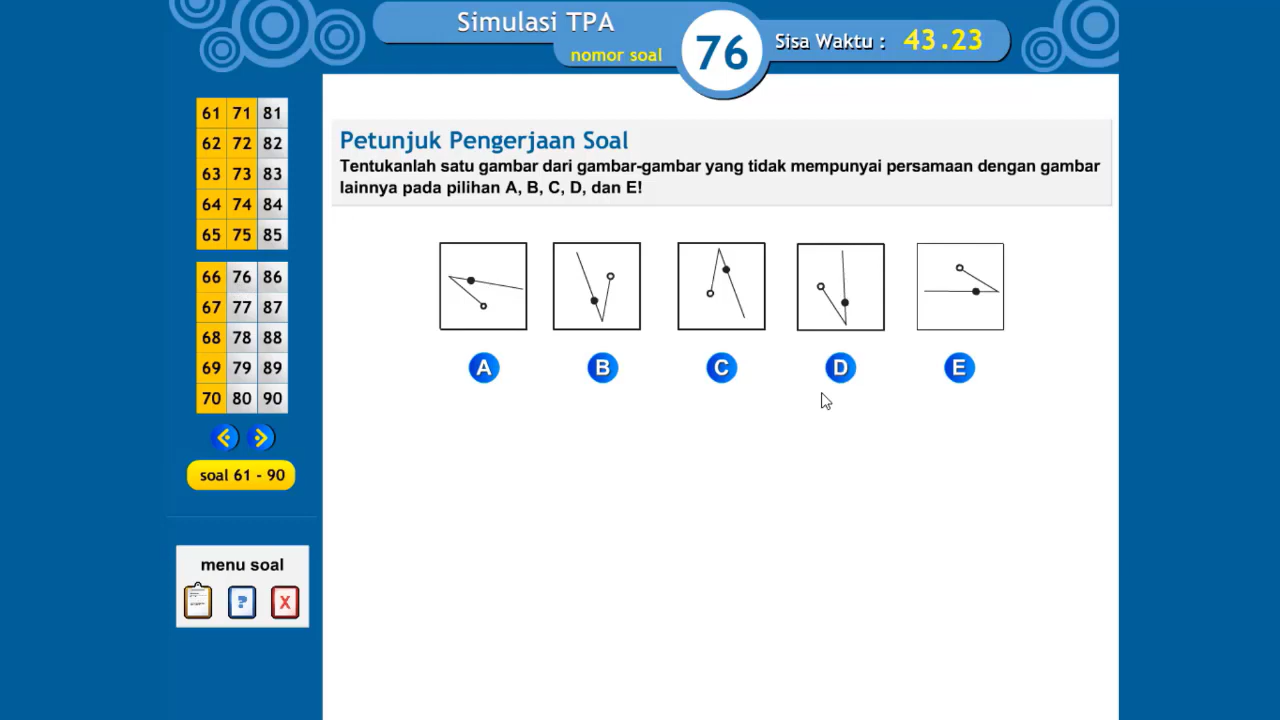 Simulasi TPA
nomor soal
76
Sisa Waktu : 43.23
61 71 81
62 72 82
63 73 83
64 74 84
65 75 85
66 76 86
67 77 87
68 78 88
69 79 89
70 80 90
soal 61 - 90
menu soal
?
X
Petunjuk Pengerjaan Soal
Tentukanlah satu gambar dari gambar-gambar yang tidak mempunyai persamaan dengan gambar
lainnya pada pilihan A, B, C, D, dan E!
A B C D E